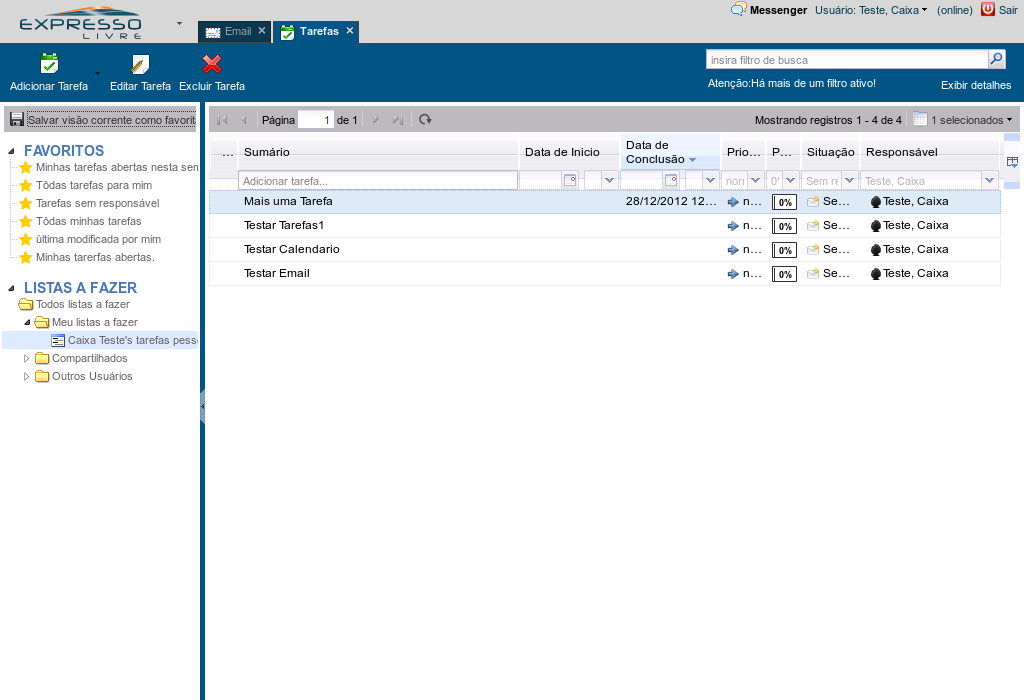 EXPRESSO
LIVRE
Email
Tarefas
Messenger
Usuário: Teste, Caixa
(online)
Sair
Adicionar Tarefa
Editar Tarefa
Excluir Tarefa
insira filtro de busca
Atenção:Há mais de um filtro ativo!
Exibir detalhes
Salvar visão corrente como favorit
Página 1 de 1
Mostrando registros 1 - 4 de 4
1 selecionados
FAVORITOS
Minhas tarefas abertas nesta sen
Tôdas tarefas para mim
Tarefas sem responsável
Tôdas minhas tarefas
última modificada por mim
Minhas tarerfas abertas.
LISTAS A FAZER
Todos listas a fazer
Meu listas a fazer
Caixa Teste's tarefas pess
Compartilhados
Outros Usuários
... Sumário Data de Inicio Data de Conclusão Prio... P... Situação Responsável
Adicionar tarefa... nor 0' Sem re Teste, Caixa
Mais uma Tarefa 28/12/2012 12... n... 0% Se... Teste, Caixa
Testar Tarefas1 n... 0% Se... Teste, Caixa
Testar Calendario n... 0% Se... Teste, Caixa
Testar Email n... 0% Se... Teste, Caixa